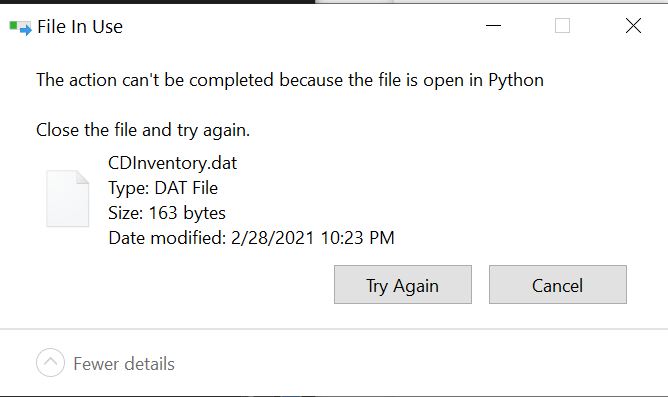 File In Use
The action can't be completed because the file is open in Python
Close the file and try again.
CDInventory.dat
Type: DAT File
Size: 163 bytes
Date modified: 2/28/2021 10:23 PM
Try Again
Cancel
Fewer details